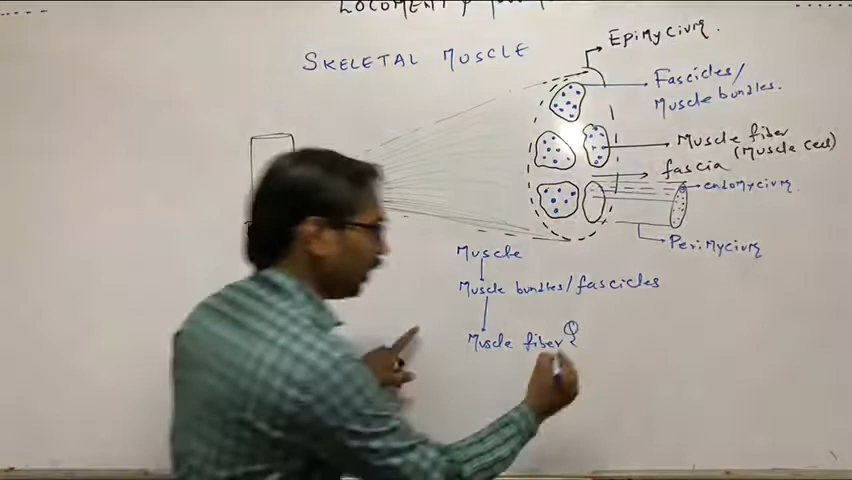 SKELETAL MUSCLE
Epimycium.
Fascicles/
Muscle bundles.
Muscle fiber
(Muscle cell)
fascia
endomycium.
Perimycium
Muscle
Muscle bundles/fascicles
Muscle fiber